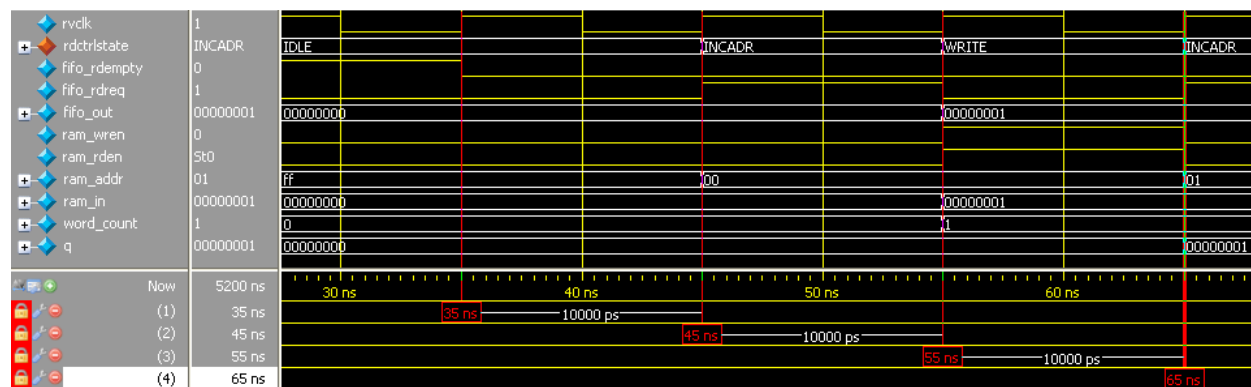 rvclk 1
rdctrlstate INCADR IDLE INCADR WRITE INCADR
fifo_rdempty 0
fifo_rdreq 1
fifo_out 00000001 00000000 00000001
ram_wren 0
ram_rden St0
ram_addr 01 ff 00 01
ram_in 00000001 00000000 00000001
word_count 1 0 1
q 00000001 00000000 00000001
Now 5200 ns 30 ns 40 ns 50 ns 60 ns
(1) 35 ns 35 ns 10000 ps
(2) 45 ns 45 ns 10000 ps
(3) 55 ns 55 ns 10000 ps
(4) 65 ns 65 ns